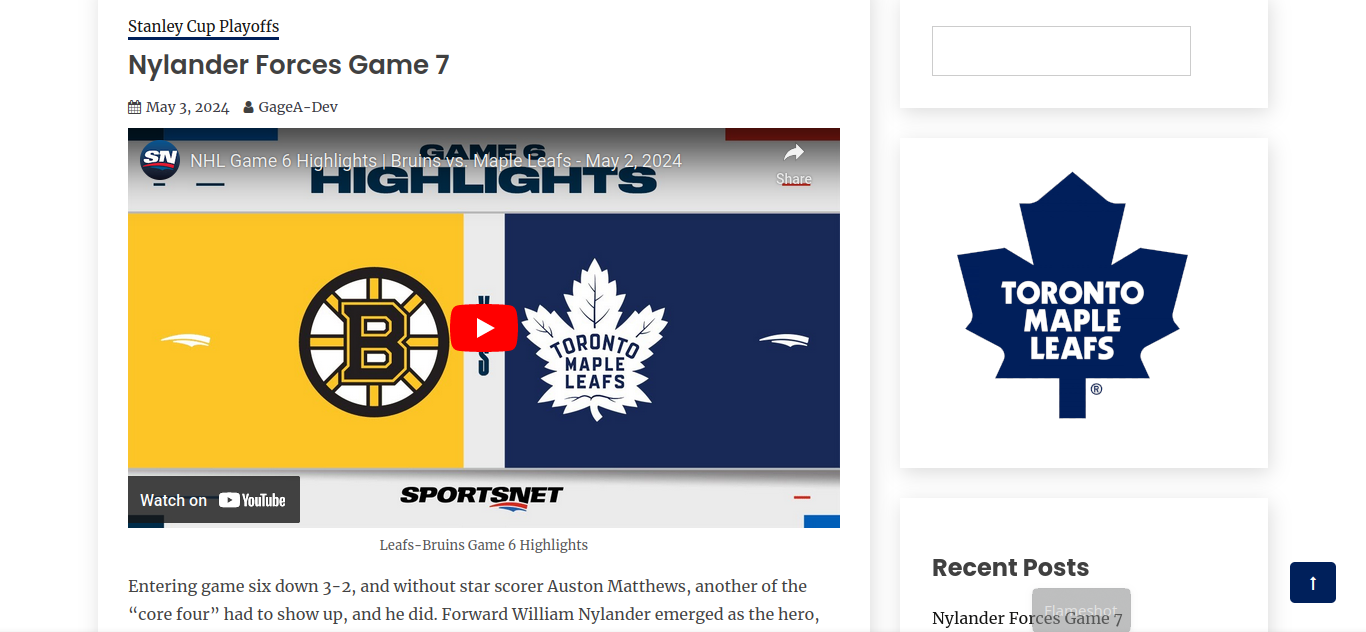 Stanley Cup Playoffs
Nylander Forces Game 7
May 3, 2024 GageA-Dev
SN
NHL Game 6 Highlights | Bruins vs. Maple Leafs - May 2, 2024
Share
GAME 6
HIGHLIGHTS
B
VS
TORONTO
MAPLE
LEAFS
SPORTSNET
Watch on YouTube
Leafs-Bruins Game 6 Highlights
Entering game six down 3-2, and without star scorer Auston Matthews, another of the
“core four” had to show up, and he did. Forward William Nylander emerged as the hero,
TORONTO
MAPLE
LEAFS
®
Recent Posts
Flameshot
Nylander Forces Game 7